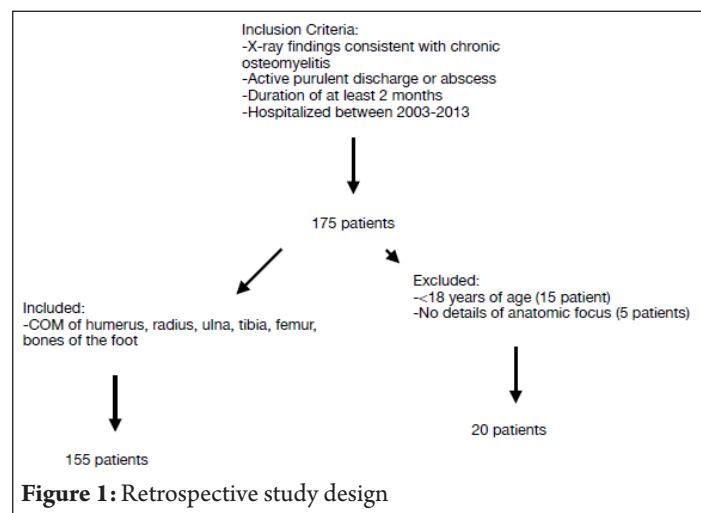 Inclusion Criteria:
-X-ray findings consistent with chronic
osteomyelitis
-Active purulent discharge or abscess
-Duration of at least 2 months
-Hospitalized between 2003-2013
175 patients
Included:
-COM of humerus, radius, ulna, tibia, femur,
bones of the foot
155 patients
Excluded:
-<18 years of age (15 patient)
-No details of anatomic focus (5 patients)
20 patients
Figure 1: Retrospective study design